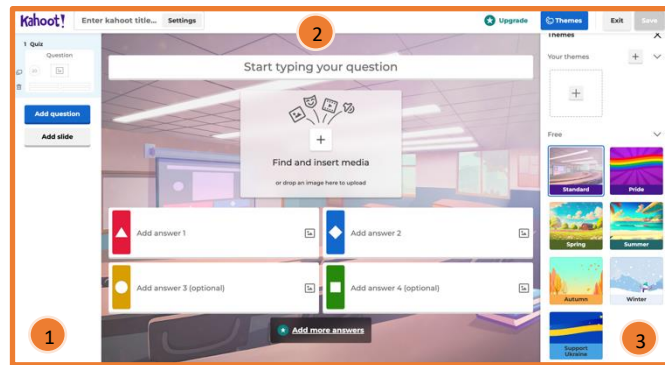 Kahoot!
Enter kahoot title...
Settings
2
Upgrade
Themes
Exit
Save
1 Quiz
Question
Add question
Add slide
1
Start typing your question
Find and insert media
or drop an image here to upload
Add answer 1
Add answer 2
Add answer 3 (optional)
Add answer 4 (optional)
Add more answers
Themes
Your themes
Free
Standard
Pride
Spring
Summer
Autumn
Winter
Support
Ukraine
3